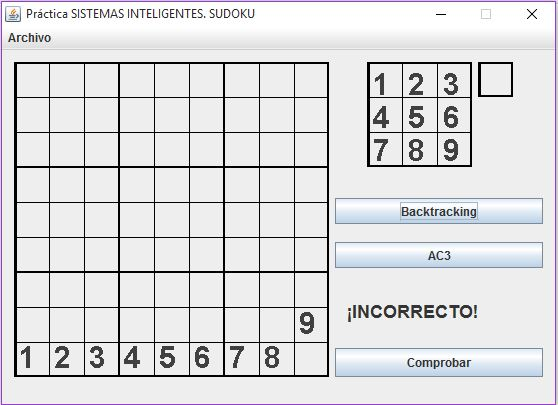 Práctica SISTEMAS INTELIGENTES. SUDOKU
Archivo
1 2 3
4 5 6
7 8 9
Backtracking
AC3
¡INCORRECTO!
9
1 2 3 4 5 6 7 8
Comprobar